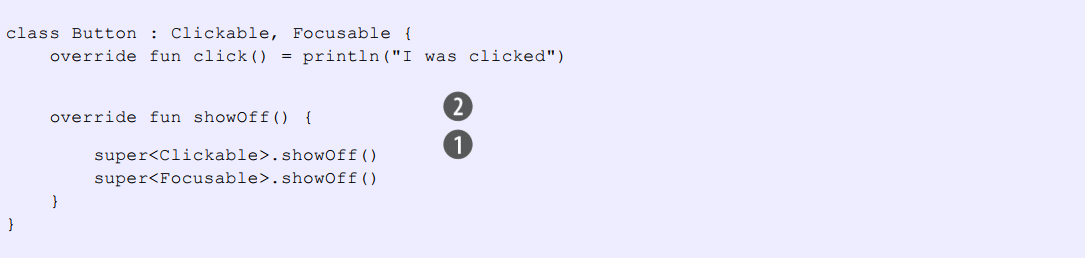 class Button : Clickable, Focusable {
    override fun click() = println("I was clicked")
    override fun showOff() { 2
1
        super<Clickable>.showOff()
        super<Focusable>.showOff()
    }
}